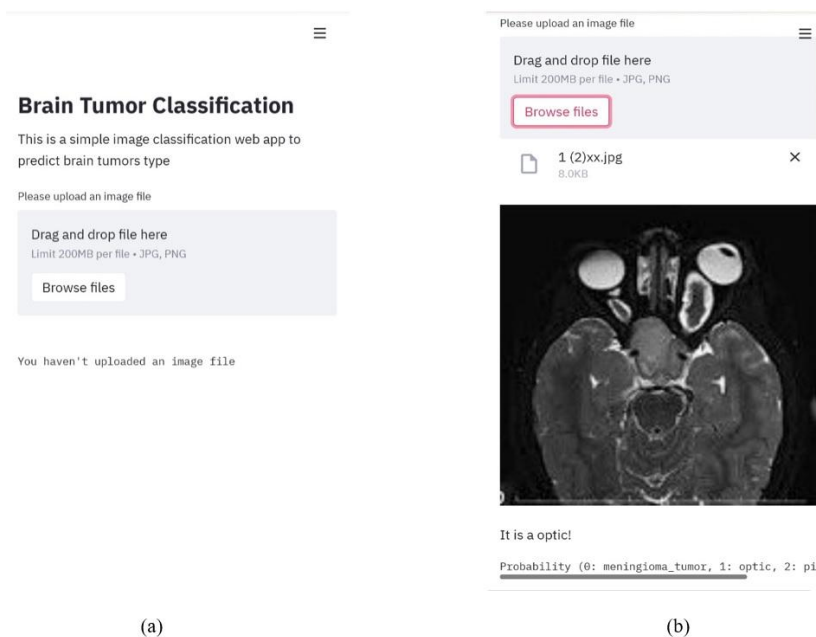 Brain Tumor Classification
This is a simple image classification web app to
predict brain tumors type
Please upload an image file
Drag and drop file here
Limit 200MB per file • JPG, PNG
Browse files
You haven't uploaded an image file
(a)
Please upload an image file
Drag and drop file here
Limit 200MB per file • JPG, PNG
Browse files
1 (2)xx.jpg
8.0KB
It is a optic!
Probability (0: meningioma_tumor, 1: optic, 2: pi
(b)